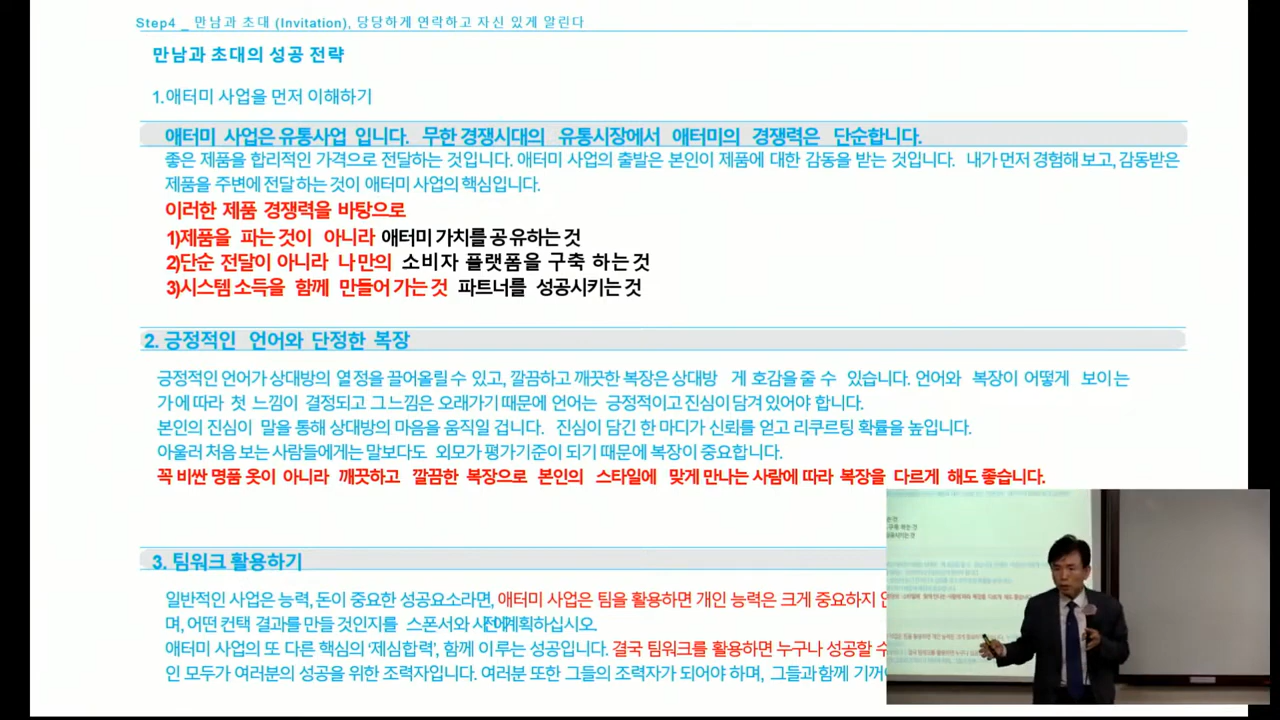 Step4 _ 만남과 초대 (Invitation), 당당하게 연락하고 자신 있게 알린다
만남과 초대의 성공 전략
1.애터미 사업을 먼저 이해하기
애터미 사업은 유통사업 입니다. 무한 경쟁시대의 유통시장에서 애터미의 경쟁력은 단순합니다.
좋은 제품을 합리적인 가격으로 전달하는 것입니다. 애터미 사업의 출발은 본인이 제품에 대한 감동을 받는 것입니다. 내가 먼저 경험해 보고, 감동받은
제품을 주변에 전달하는 것이 애터미 사업의 핵심입니다.
이러한 제품 경쟁력을 바탕으로
1)제품을 파는 것이 아니라 애터미 가치를 공유하는 것
2)단순 전달이 아니라 나만의 소비자 플랫폼을 구축 하는 것
3)시스템 소득을 함께 만들어 가는 것 파트너를 성공시키는 것
2. 긍정적인 언어와 단정한 복장
긍정적인 언어가 상대방의 열정을 끌어올릴 수 있고, 깔끔하고 깨끗한 복장은 상대방 게 호감을 줄 수 있습니다. 언어와 복장이 어떻게 보이는
가에 따라 첫 느낌이 결정되고 그 느낌은 오래가기 때문에 언어는 긍정적이고 진심이 담겨 있어야 합니다.
본인의 진심이 말을 통해 상대방의 마음을 움직일 겁니다. 진심이 담긴 한 마디가 신뢰를 얻고 리쿠르팅 확률을 높입니다.
아울러 처음 보는 사람들에게는 말보다도 외모가 평가기준이 되기 때문에 복장이 중요합니다.
꼭 비싼 명품 옷이 아니라 깨끗하고 깔끔한 복장으로 본인의 스타일에 맞게 만나는 사람에 따라 복장을 다르게 해도 좋습니다.
3. 팀워크 활용하기
일반적인 사업은 능력, 돈이 중요한 성공요소라면, 애터미 사업은 팀을 활용하면 개인 능력은 크게 중요하지
며, 어떤 컨택 결과를 만들 것인지를 스폰서와 사전 계획하십시오.
애터미 사업의 또 다른 핵심의 '제심합력', 함께 이루는 성공입니다. 결국 팀워크를 활용하면 누구나 성공할 수
인 모두가 여러분의 성공을 위한 조력자입니다. 여러분 또한 그들의 조력자가 되어야 하며, 그들과 함께